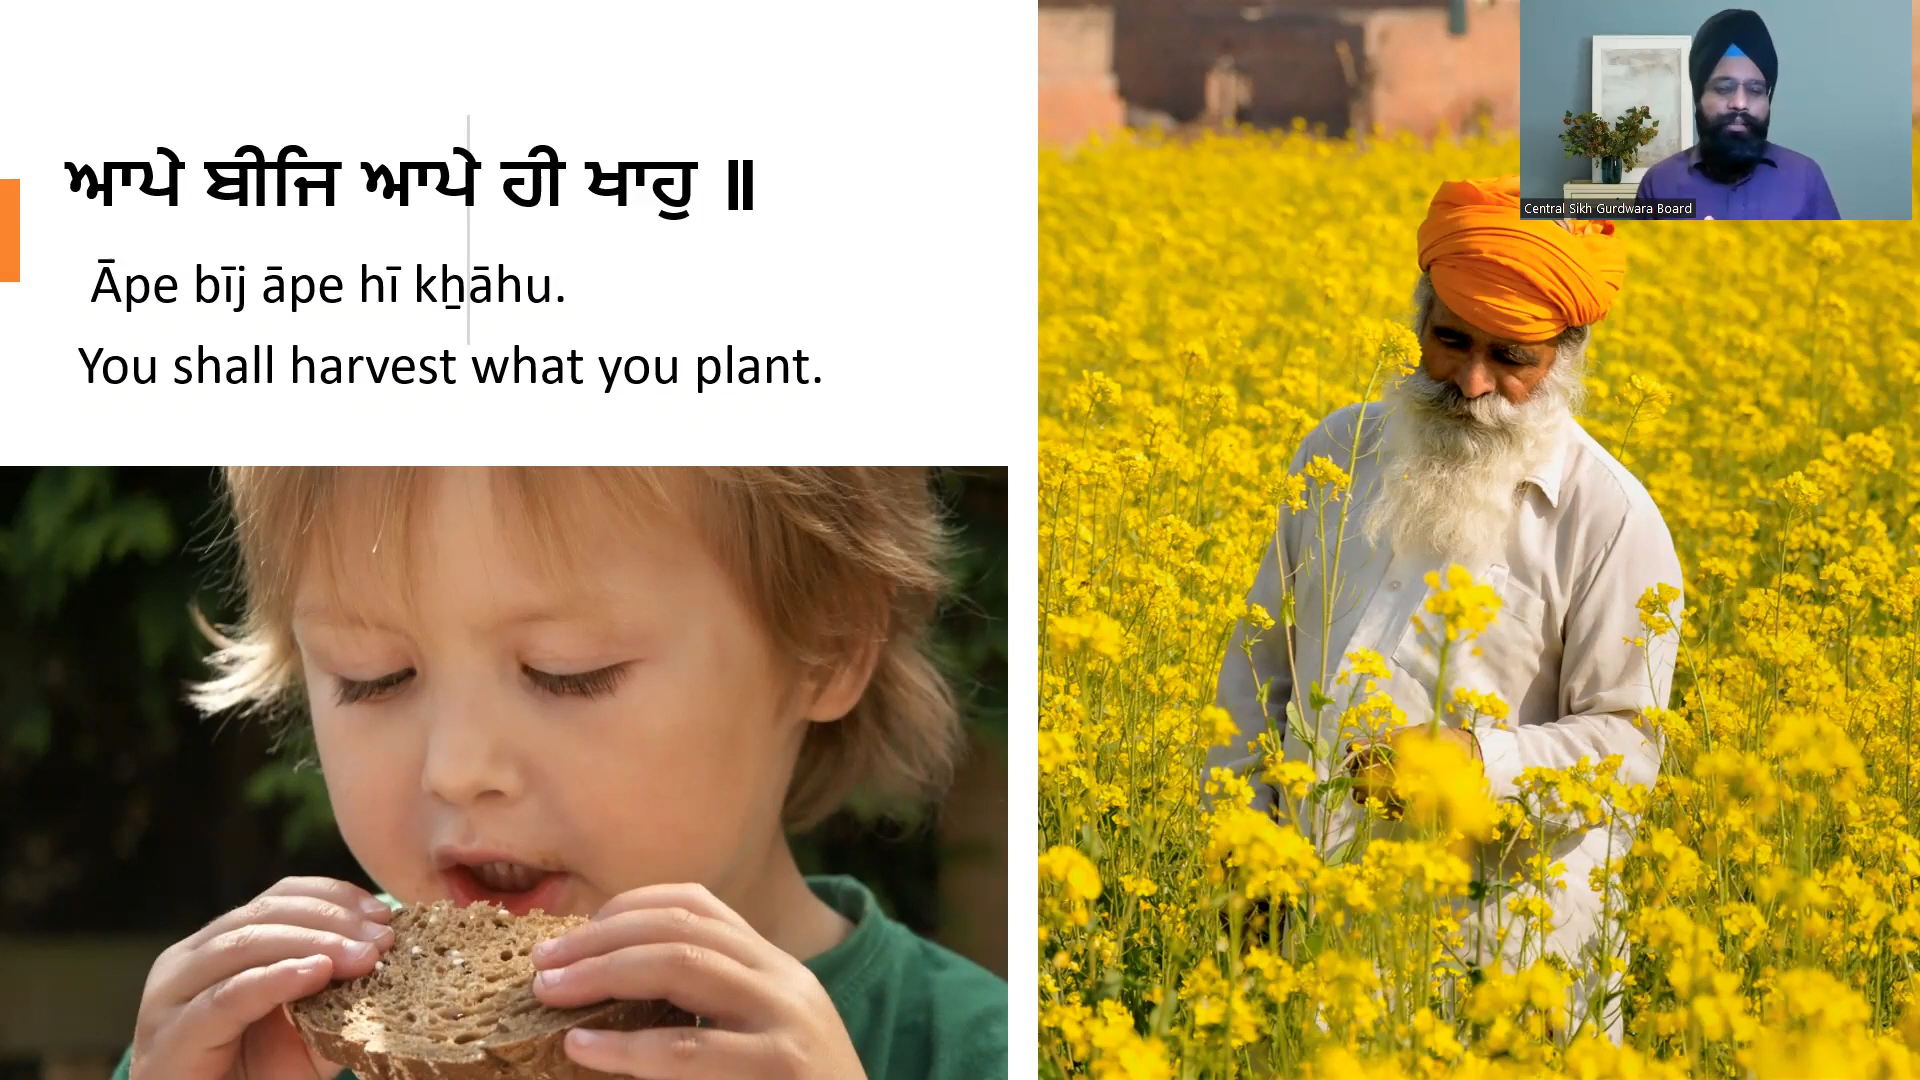 ਆਪੇ ਬੀਜਿ ਆਪੇ ਹੀ ਖਾਹੁ ॥
Āpe bīj āpe hī kẖāhu.
You shall harvest what you plant.
Central Sikh Gurdwara Board